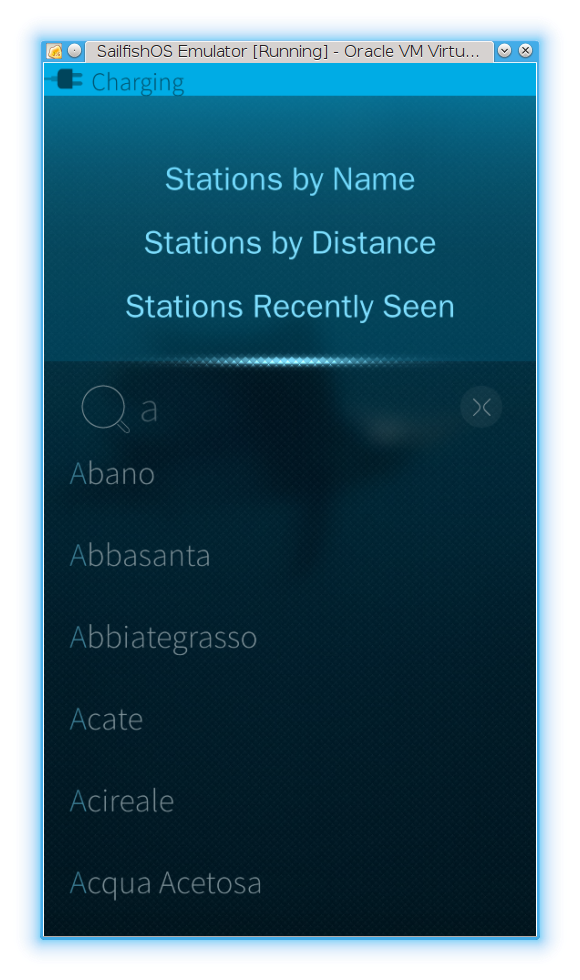 SailfishOS Emulator [Running] - Oracle VM Virtu...
Charging
Stations by Name
Stations by Distance
Stations Recently Seen
a
Abano
Abbasanta
Abbiategrasso
Acate
Acireale
Acqua Acetosa